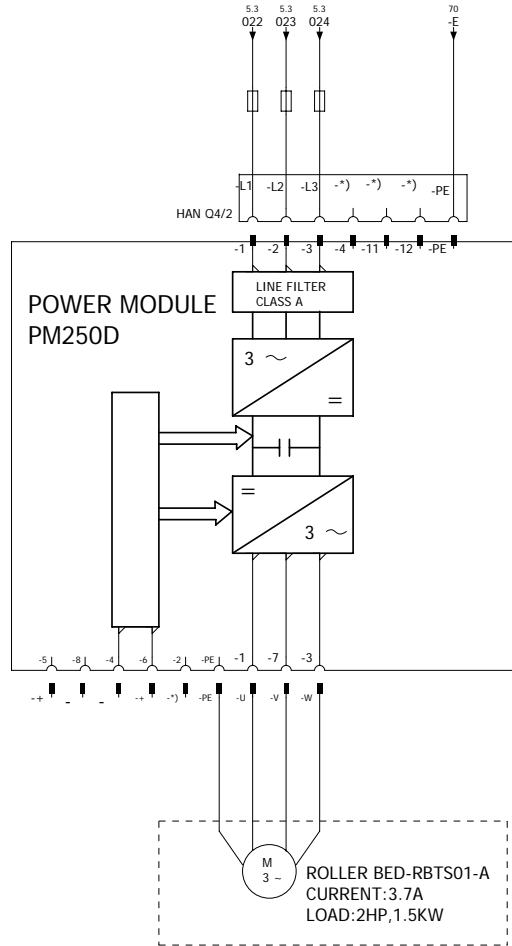 5.3 5.3 5.3 70
022 023 024 -E
-L1 -L2 -L3 -*) -*) -*) -PE
HAN Q4/2
-1 -2 -3 -4 -11 -12 -PE
LINE FILTER
CLASS A
POWER MODULE
PM250D
3 ~
=
=
3 ~
-5 -8 -4 -6 -2 -PE -1 -7 -3
-+ - - -+ -*) -PE -U -V -W
M
3 ~
ROLLER BED-RBTS01-A
CURRENT:3.7A
LOAD:2HP,1.5KW